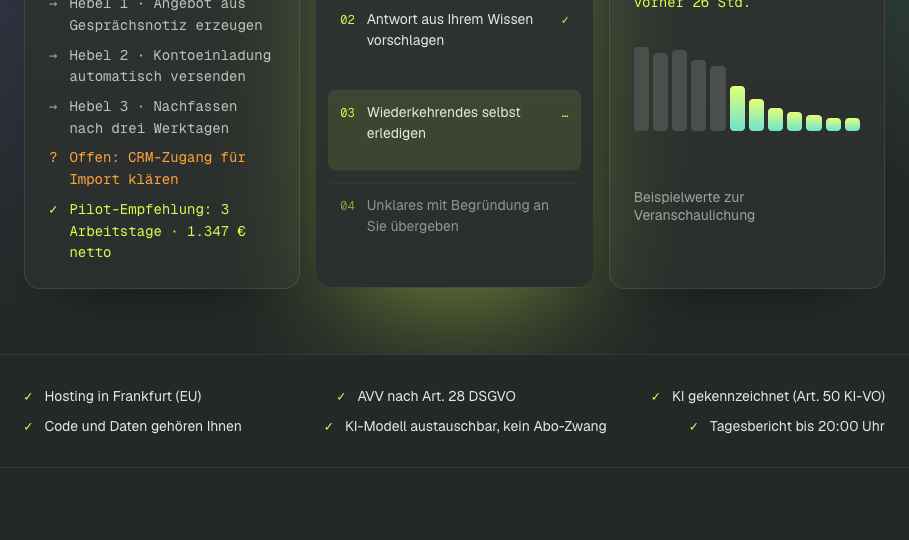 → Hebel 1 · Angebot aus
Gesprächsnotiz erzeugen
→ Hebel 2 · Kontoeinladung
automatisch versenden
→ Hebel 3 · Nachfassen
nach drei Werktagen
? Offen: CRM-Zugang für
Import klären
✓ Pilot-Empfehlung: 3
Arbeitstage · 1.347 €
netto
02 Antwort aus Ihrem Wissen ✓
vorschlagen
03 Wiederkehrendes selbst …
erledigen
04 Unklares mit Begründung an
Sie übergeben
vorher 26 Std.
Beispielwerte zur
Veranschaulichung
✓ Hosting in Frankfurt (EU) ✓ AVV nach Art. 28 DSGVO ✓ KI gekennzeichnet (Art. 50 KI-VO)
✓ Code und Daten gehören Ihnen ✓ KI-Modell austauschbar, kein Abo-Zwang ✓ Tagesbericht bis 20:00 Uhr